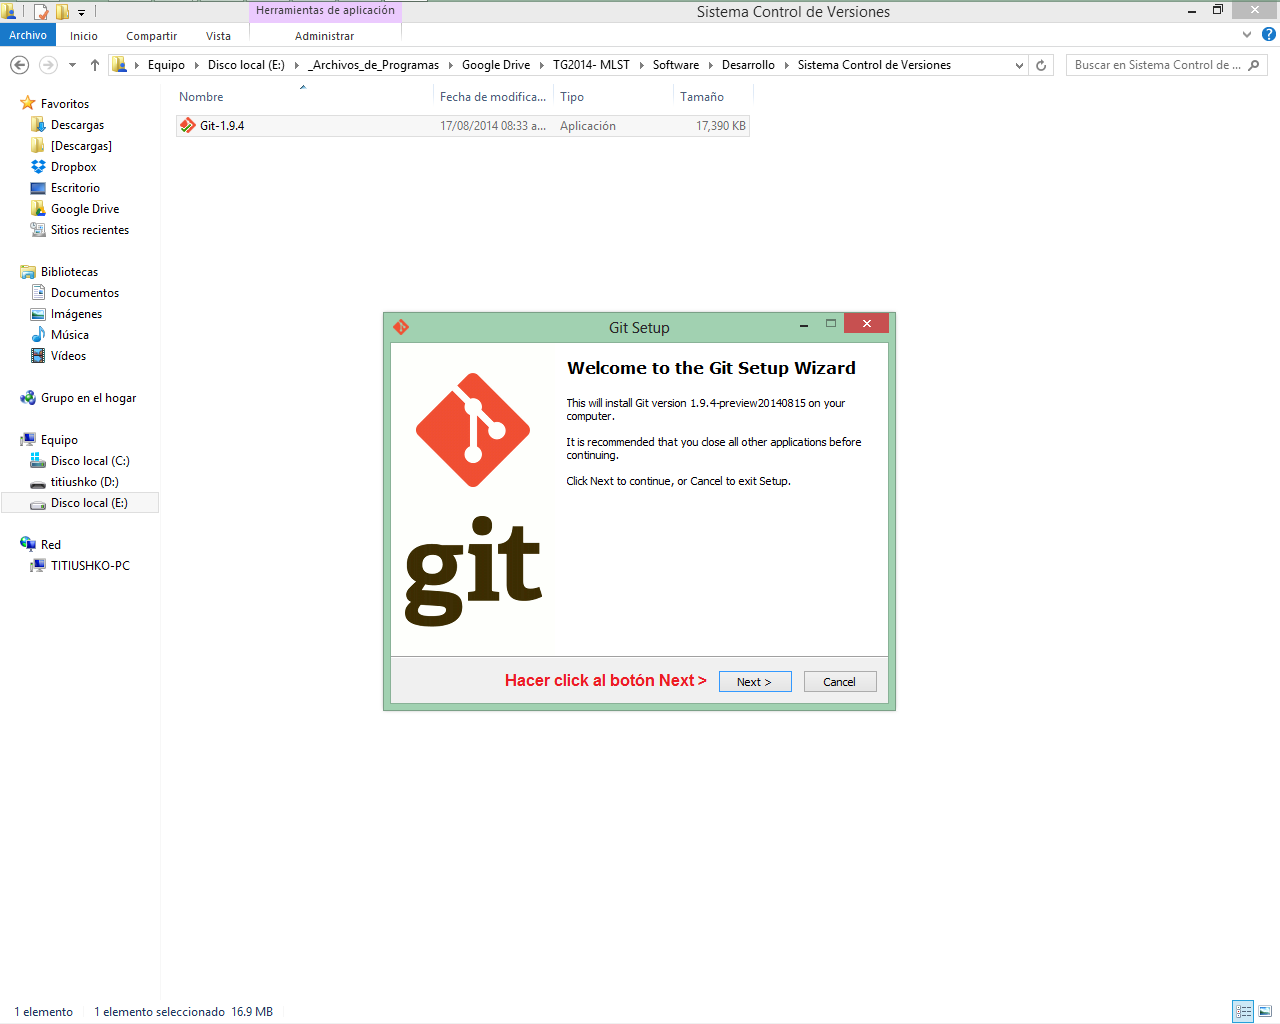 Herramientas de aplicación
Sistema Control de Versiones
Archivo
Inicio
Compartir
Vista
Administrar
Equipo
Disco local (E:)
_Archivos_de_Programas
Google Drive
TG2014- MLST
Software
Desarrollo
Sistema Control de Versiones
Buscar en Sistema Control de ...
Nombre
Fecha de modifica...
Tipo
Tamaño
Git-1.9.4
17/08/2014 08:33 a...
Aplicación
17,390 KB
Favoritos
Descargas
[Descargas]
Dropbox
Escritorio
Google Drive
Sitios recientes
Bibliotecas
Documentos
Imágenes
Música
Vídeos
Grupo en el hogar
Equipo
Disco local (C:)
titiushko (D:)
Disco local (E:)
Red
TITIUSHKO-PC
Git Setup
Welcome to the Git Setup Wizard
This will install Git version 1.9.4-preview20140815 on your
computer.
It is recommended that you close all other applications before
continuing.
Click Next to continue, or Cancel to exit Setup.
git
Hacer click al botón Next >
Next >
Cancel
1 elemento
1 elemento seleccionado 16.9 MB